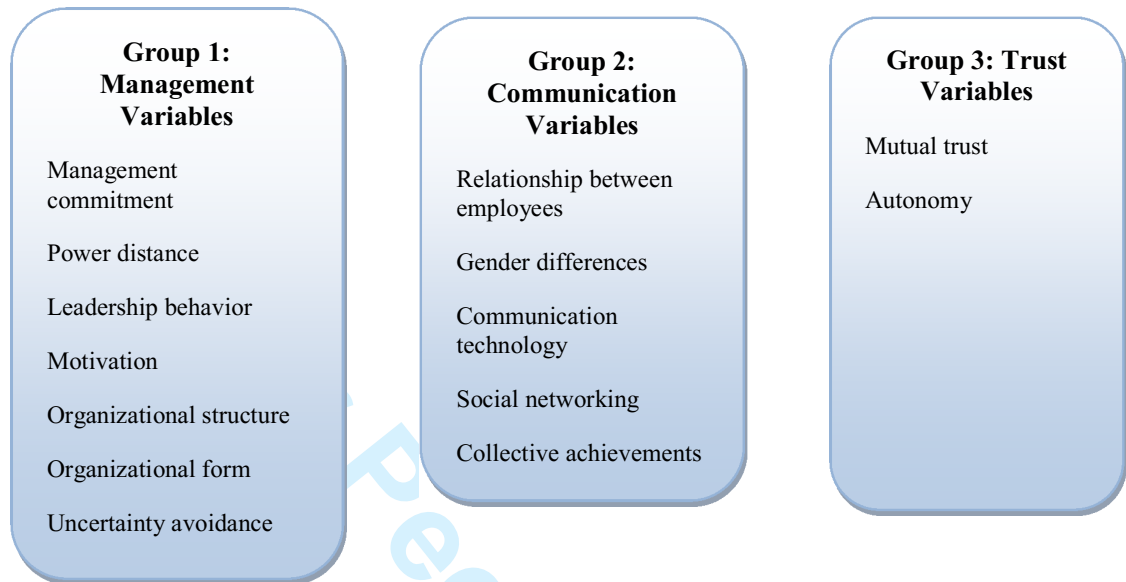 Group 1:
Management
Variables
Management
commitment
Power distance
Leadership behavior
Motivation
Organizational structure
Organizational form
Uncertainty avoidance
Group 2:
Communication
Variables
Relationship between
employees
Gender differences
Communication
technology
Social networking
Collective achievements
Group 3: Trust
Variables
Mutual trust
Autonomy